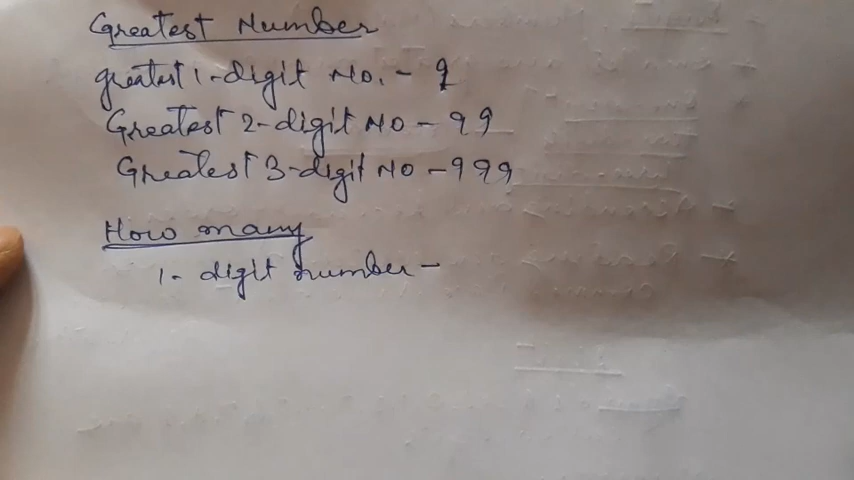 Greatest Number
greatest 1-digit No. - 9
Greatest 2-digit NO - 99
Greatest 3-digit NO - 999
How many
1- digit number -